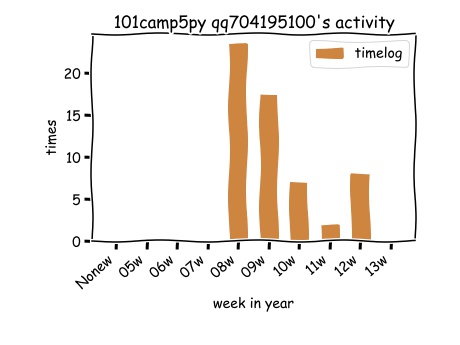 101camp5py qq704195100's activity
timelog
20
15
10
5
0
times
Nonew 05w 06w 07w 08w 09w 10w 11w 12w 13w
week in year